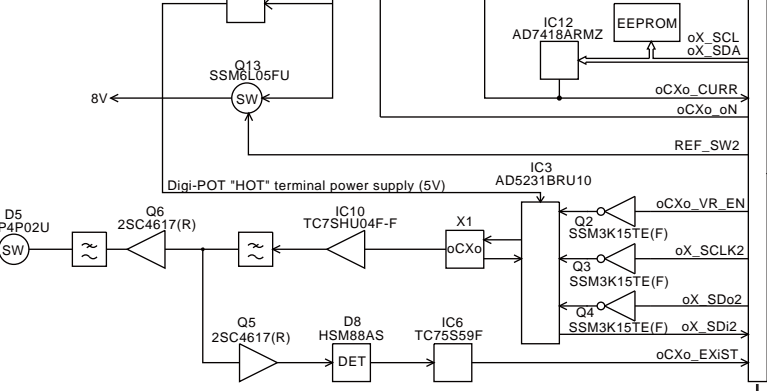 IC12
AD7418ARMZ
EEPROM
oX_SCL
oX_SDA
Q13
SSM6L05FU
SW
8V
oCXo_CURR
oCXo_oN
REF_SW2
IC3
AD5231BRU10
Digi-POT "HOT" terminal power supply (5V)
oCXo_VR_EN
Q2
SSM3K15TE(F)
D5
P4P02U
SW
Q6
2SC4617(R)
IC10
TC7SHU04F-F
X1
oCXo
oX_SCLK2
Q3
SSM3K15TE(F)
oX_SDo2
Q4
SSM3K15TE(F)
oX_SDi2
Q5
2SC4617(R)
D8
HSM88AS
DET
IC6
TC75S59F
oCXo_EXiST